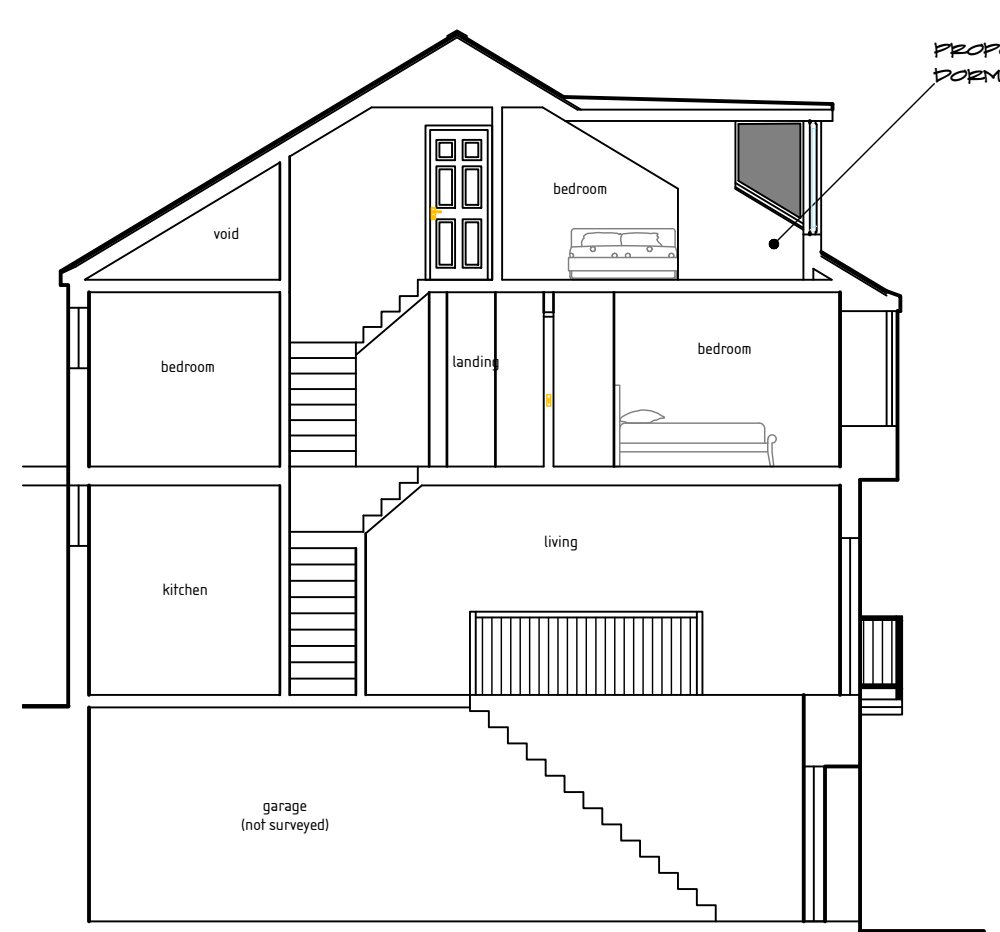 bedroom
void
bedroom
landing
bedroom
living
kitchen
garage
(not surveyed)